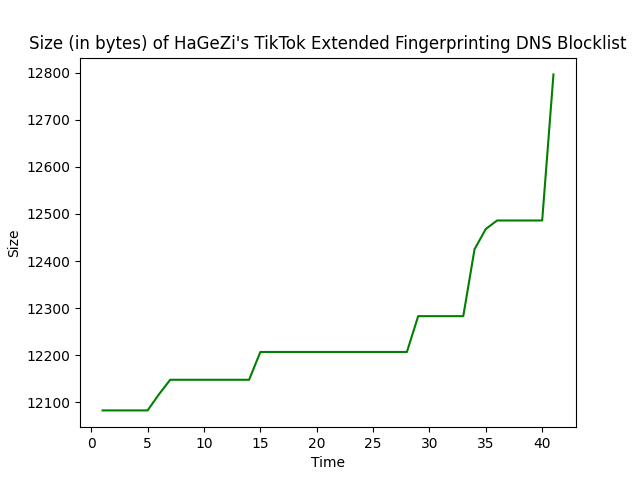 Size (in bytes) of HaGeZi's TikTok Extended Fingerprinting DNS Blocklist
12800
12700
12600
12500
12400
12300
12200
12100
Size
0 5 10 15 20 25 30 35 40
Time